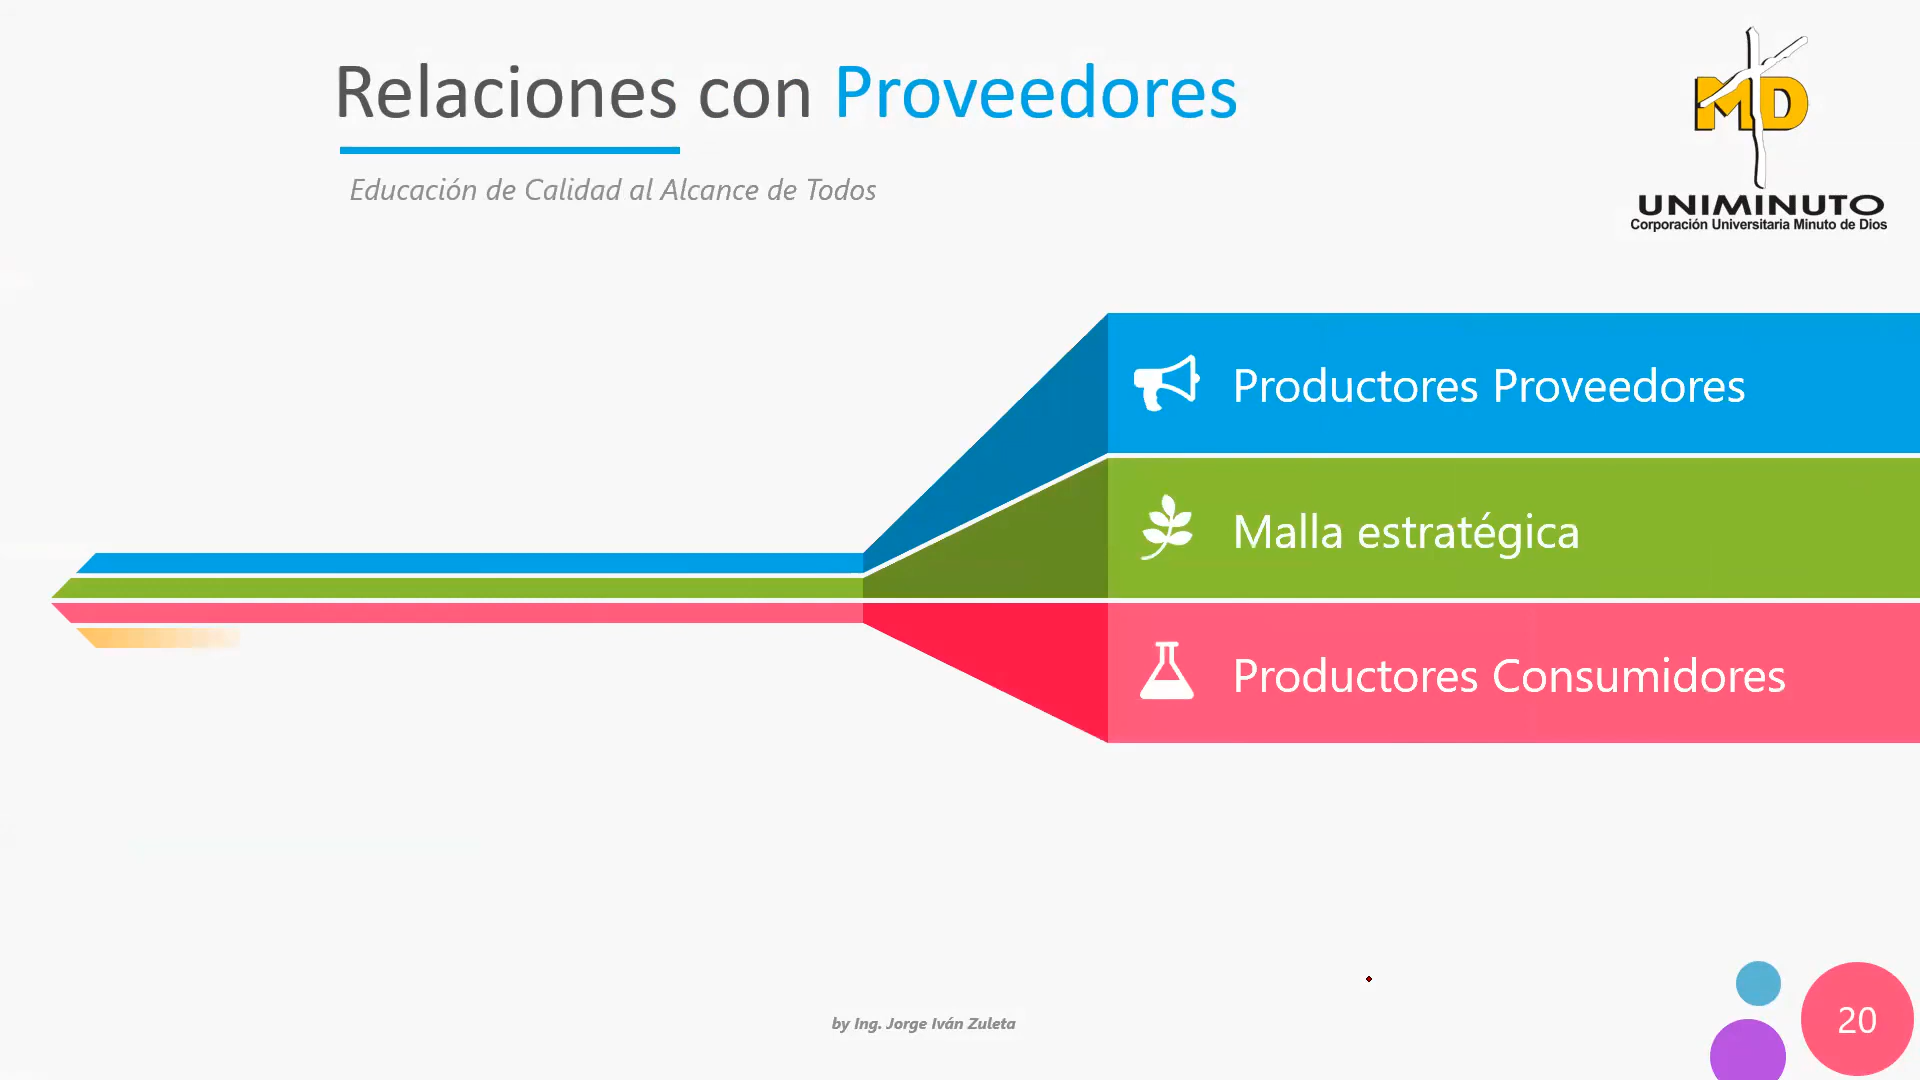 Relaciones con Proveedores
Educación de Calidad al Alcance de Todos
MD
UNIMINUTO
Corporación Universitaria Minuto de Dios
Productores Proveedores
Malla estratégica
Productores Consumidores
by Ing. Jorge Iván Zuleta
20